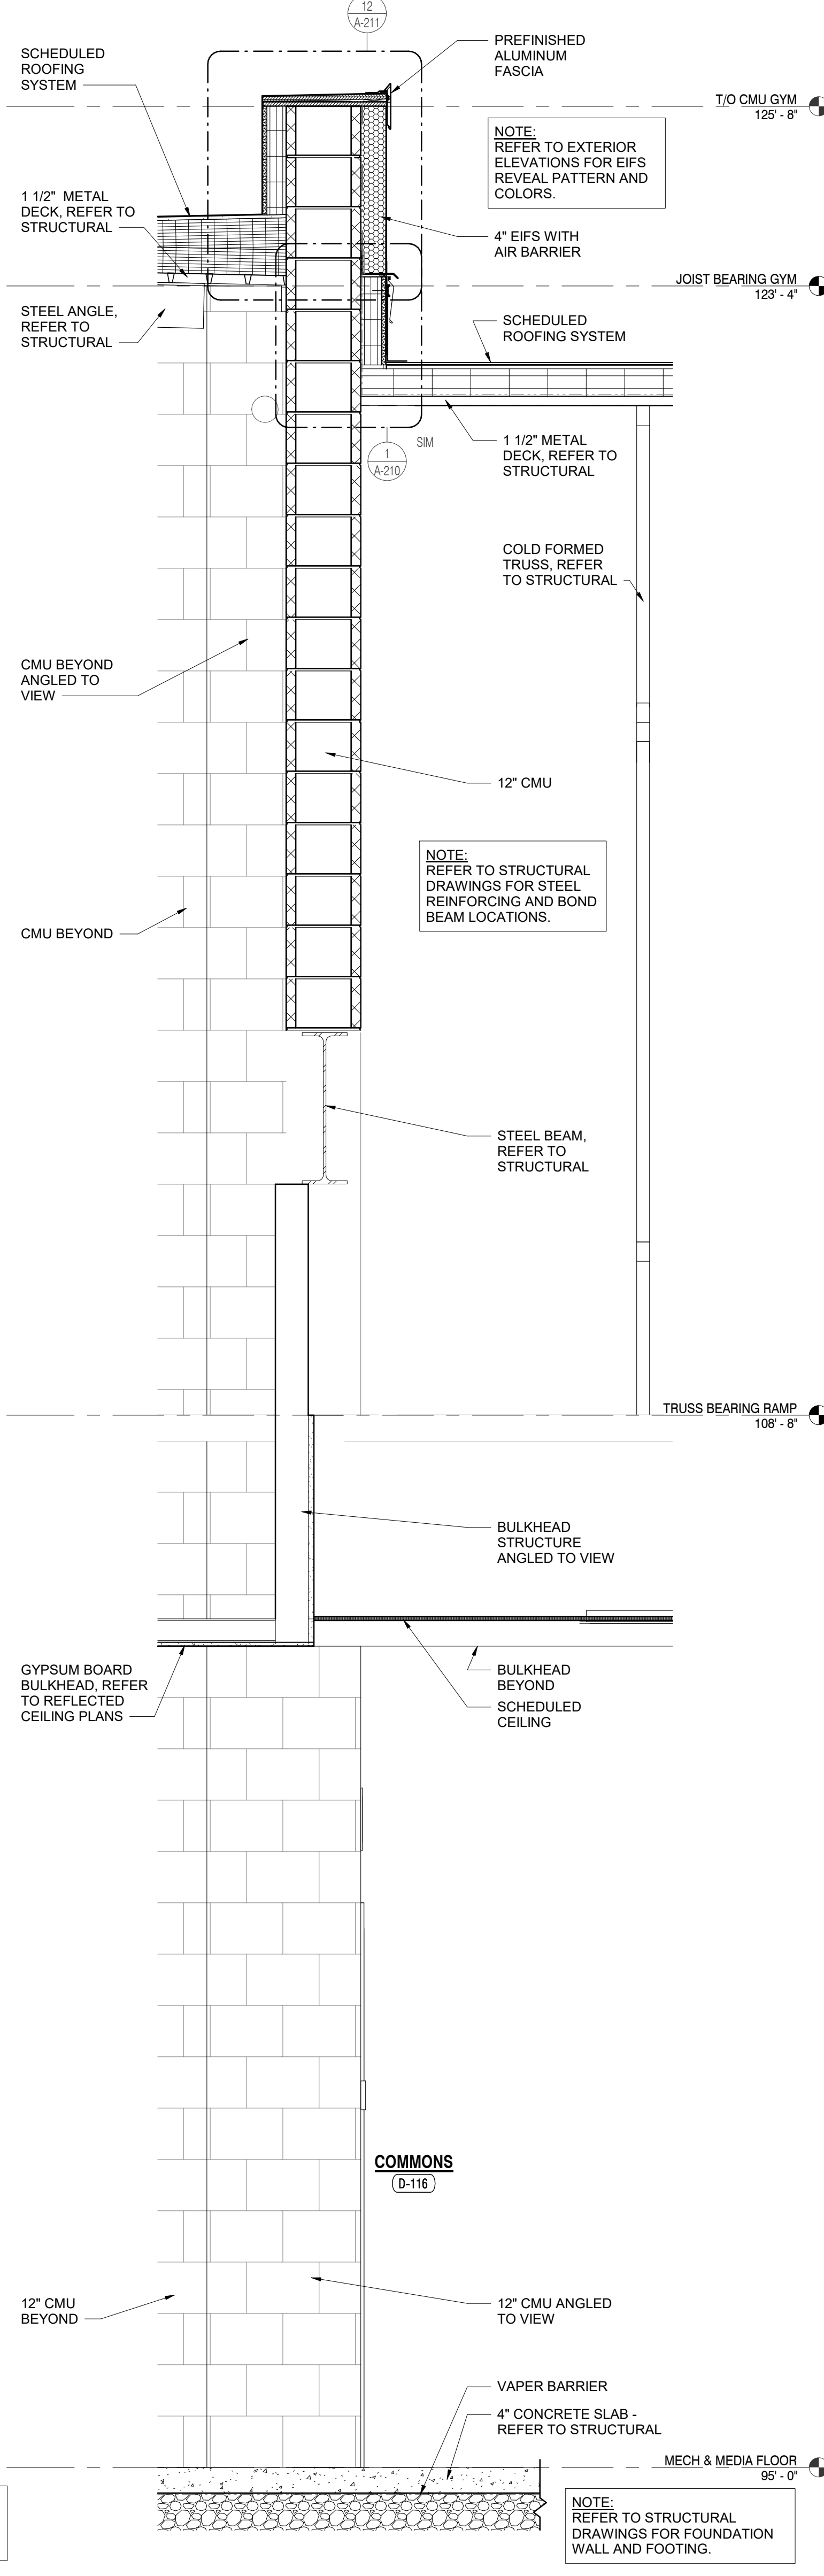 12
A-211
SCHEDULED
ROOFING
SYSTEM
PREFINISHED
ALUMINUM
FASCIA
T/O CMU GYM
125' - 8"
NOTE:
REFER TO EXTERIOR
ELEVATIONS FOR EIFS
REVEAL PATTERN AND
COLORS.
1 1/2" METAL
DECK, REFER TO
STRUCTURAL
4" EIFS WITH
AIR BARRIER
JOIST BEARING GYM
123' - 4"
STEEL ANGLE,
REFER TO
STRUCTURAL
SCHEDULED
ROOFING SYSTEM
SIM
1
A-210
1 1/2" METAL
DECK, REFER TO
STRUCTURAL
COLD FORMED
TRUSS, REFER
TO STRUCTURAL
CMU BEYOND
ANGLED TO
VIEW
12" CMU
NOTE:
REFER TO STRUCTURAL
DRAWINGS FOR STEEL
REINFORCING AND BOND
BEAM LOCATIONS.
CMU BEYOND
STEEL BEAM,
REFER TO
STRUCTURAL
TRUSS BEARING RAMP
108' - 8"
BULKHEAD
STRUCTURE
ANGLED TO VIEW
GYPSUM BOARD
BULKHEAD, REFER
TO REFLECTED
CEILING PLANS
BULKHEAD
BEYOND
SCHEDULED
CEILING
COMMONS
D-116
12" CMU
BEYOND
12" CMU ANGLED
TO VIEW
VAPER BARRIER
4" CONCRETE SLAB -
REFER TO STRUCTURAL
MECH & MEDIA FLOOR
95' - 0"
NOTE:
REFER TO STRUCTURAL
DRAWINGS FOR FOUNDATION
WALL AND FOOTING.